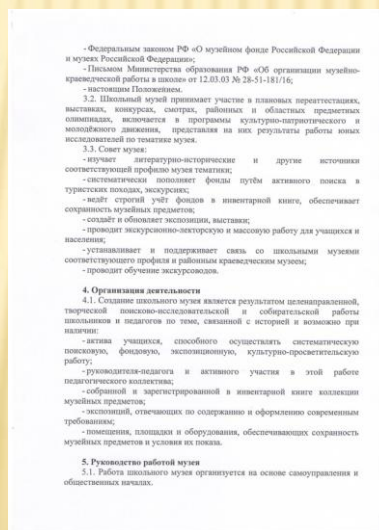 - Федеральным законом РФ «О музейном фонде Российской Федерации
и музеях Российской Федерации»;
- Письмом Министерства образования РФ «Об организации музейно-
краеведческой работы в школе» от 12.03.03 № 28-51-181/16;
- настоящим Положением.
3.2. Школьный музей принимает участие в плановых переаттестациях,
выставках, конкурсах, смотрах, районных и областных предметных
олимпиадах, включается в программы культурно-патриотического и
молодёжного движения, представляя на них результаты работы юных
исследователей по тематике музея.
3.3. Совет музея:
- изучает литературно-исторические и другие источники
соответствующей профилю музея тематики;
- систематически пополняет фонды путём активного поиска в
туристских походах, экскурсиях;
- ведёт строгий учёт фондов в инвентарной книге, обеспечивает
сохранность музейных предметов;
- создаёт и обновляет экспозиции, выставки;
- проводит экскурсионно-лекторскую и массовую работу для учащихся и
населения;
- устанавливает и поддерживает связь со школьными музеями
соответствующего профиля и районным краеведческим музеем;
- проводит обучение экскурсоводов.
4. Организация деятельности
4.1. Создание школьного музея является результатом целенаправленной,
творческой поисково-исследовательской и собирательской работы
школьников и педагогов по теме, связанной с историей и возможно при
наличии:
- актива учащихся, способного осуществлять систематическую
поисковую, фондовую, экспозиционную, культурно-просветительскую
работу;
- руководителя-педагога и активного участия в этой работе
педагогического коллектива;
- собранной и зарегистрированной в инвентарной книге коллекции
музейных предметов;
- экспозиций, отвечающих по содержанию и оформлению современным
требованиям;
- помещения, площадки и оборудования, обеспечивающих сохранность
музейных предметов и условия их показа.
5. Руководство работой музея
5.1. Работа школьного музея организуется на основе самоуправления и
общественных началах.